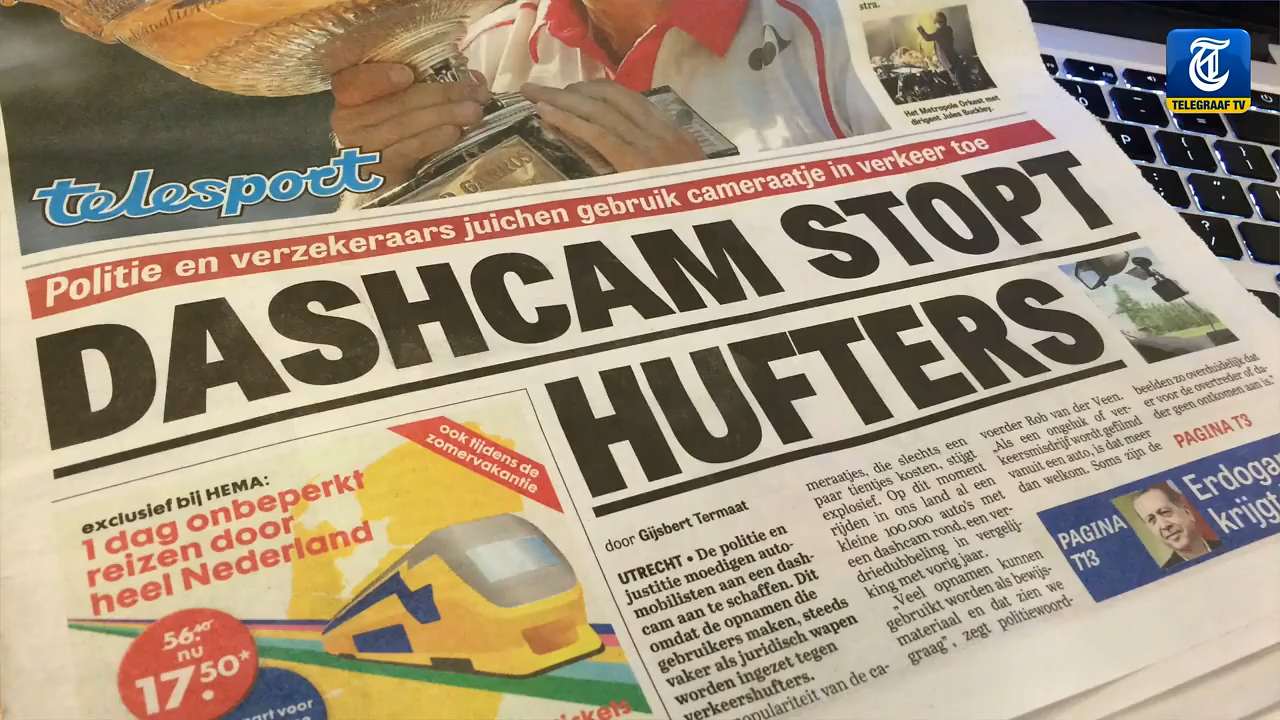 stra.
Het Metropole Orkest met
dirigent Jules Buckley.
TELEGRAAF TV
telesport
Politie en verzekeraars juichen gebruik cameraatje in verkeer toe
DASHCAM STOPT
HUFTERS
exclusief bij HEMA:
1 dag onbeperkt
reizen door
heel Nederland
ook tijdens de
zomervakantie
56.40
nu
17.50*
door Gijsbert Termaat
UTRECHT • De politie en
justitie moedigen auto-
mobilisten aan een dash-
cam aan te schaffen. Dit
omdat de opnamen die
gebruikers maken, steeds
vaker als juridisch wapen
worden ingezet tegen
verkeershufters.
populariteit van de ca-
meraatjes, die slechts een
paar tientjes kosten, stijgt
explosief. Op dit moment
rijden in ons land al een
kleine 100.000 auto's met
een dashcam rond, een ver-
driedubbeling in vergelij-
king met vorig jaar.
„Veel opnamen kunnen
gebruikt worden als bewijs-
materiaal en dat zien we
graag”, zegt politiewoord-
voerder Rob van der Veen.
„Als een ongeluk of ver-
keersmisdrijf wordt gefilmd
vanuit een auto, is dat meer
dan welkom. Soms zijn de
beelden zo overduidelijk dat
er voor de overtreder of da-
der geen ontkomen aan is.”
PAGINA T3
PAGINA
T13
Erdogan
krijgt